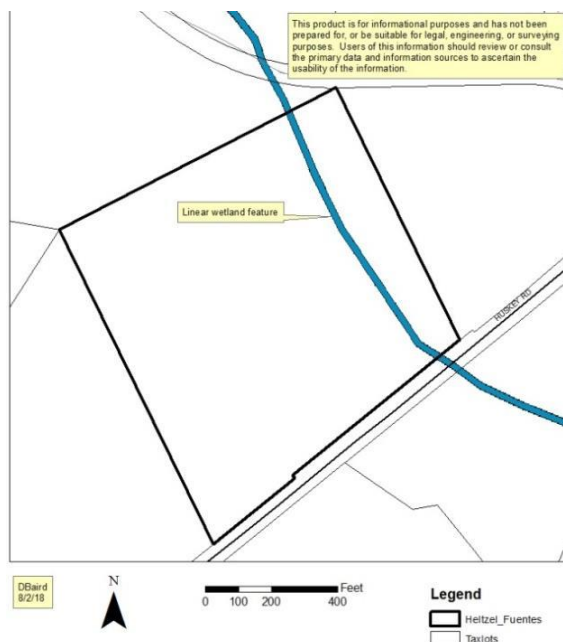 This product is for informational purposes and has not been
prepared for, or be suitable for legal, engineering, or surveying
purposes. Users of this information should review or consult
the primary data and information sources to ascertain the
usability of the information.
Linear wetland feature
HUSKEY RD
DBaird
8/2/18
N
Feet
0 100 200 400
Legend
Heltzel_Fuentes
Taxlots